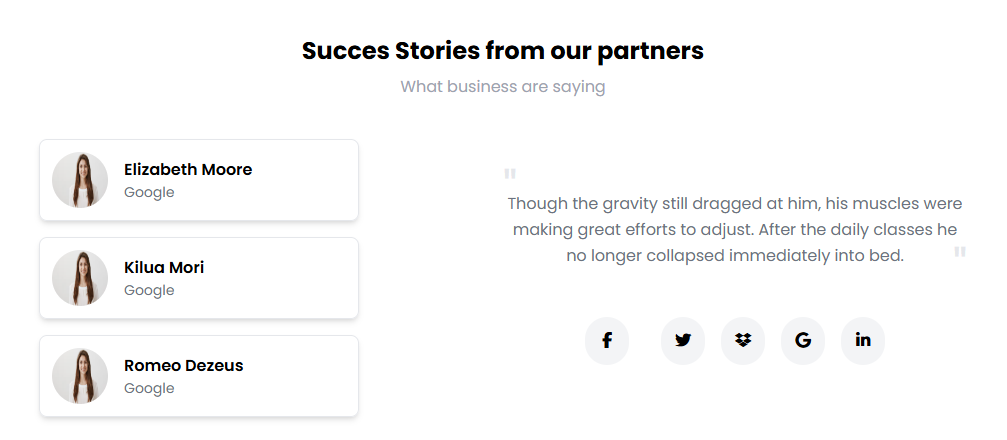 Succes Stories from our partners
What business are saying
Elizabeth Moore
Google
Kilua Mori
Google
Romeo Dezeus
Google
"
Though the gravity still dragged at him, his muscles were
making great efforts to adjust. After the daily classes he
no longer collapsed immediately into bed. "